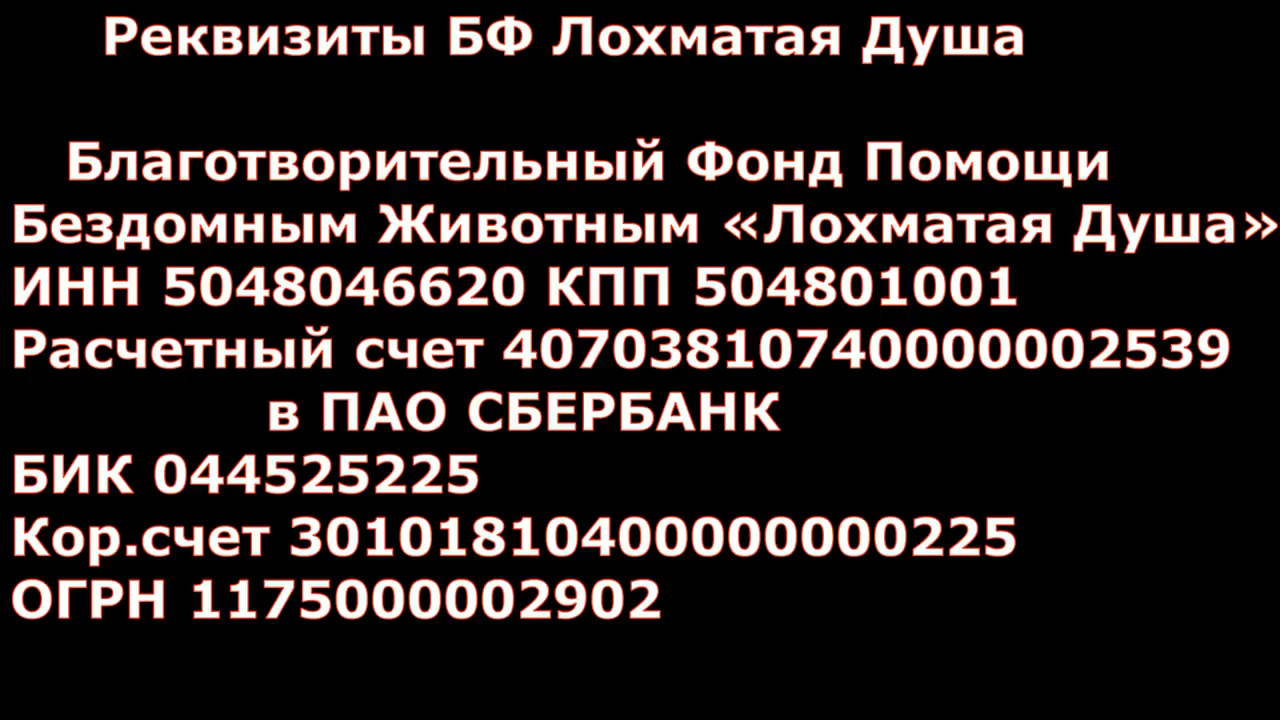 Реквизиты БФ Лохматая Душа
Благотворительный Фонд Помощи
Бездомным Животным «Лохматая Душа»
ИНН 5048046620 КПП 504801001
Расчетный счет 40703810740000002539
в ПАО СБЕРБАНК
БИК 044525225
Кор.счет 30101810400000000225
ОГРН 1175000002902